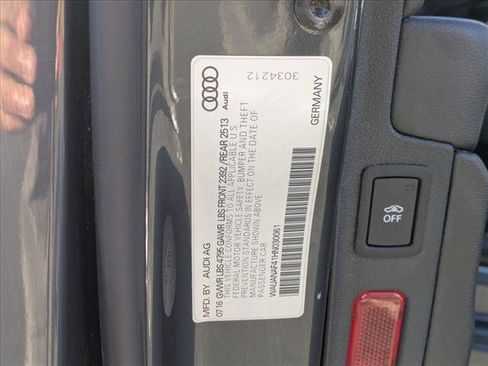 3034212
Audi
GERMANY
MFD. BY AUDI AG
07 16 GVWR LBS 4795 GAWR LBS FRONT 2392 / REAR 2513
THIS VEHICLE CONFORMS TO ALL APPLICABLE U.S.
FEDERAL MOTOR VEHICLE SAFETY, BUMPER AND THEFT
PREVENTION STANDARDS IN EFFECT ON THE DATE OF
MANUFACTURE SHOWN ABOVE
PASSENGER CAR
WAUANAF41HN030061
OFF